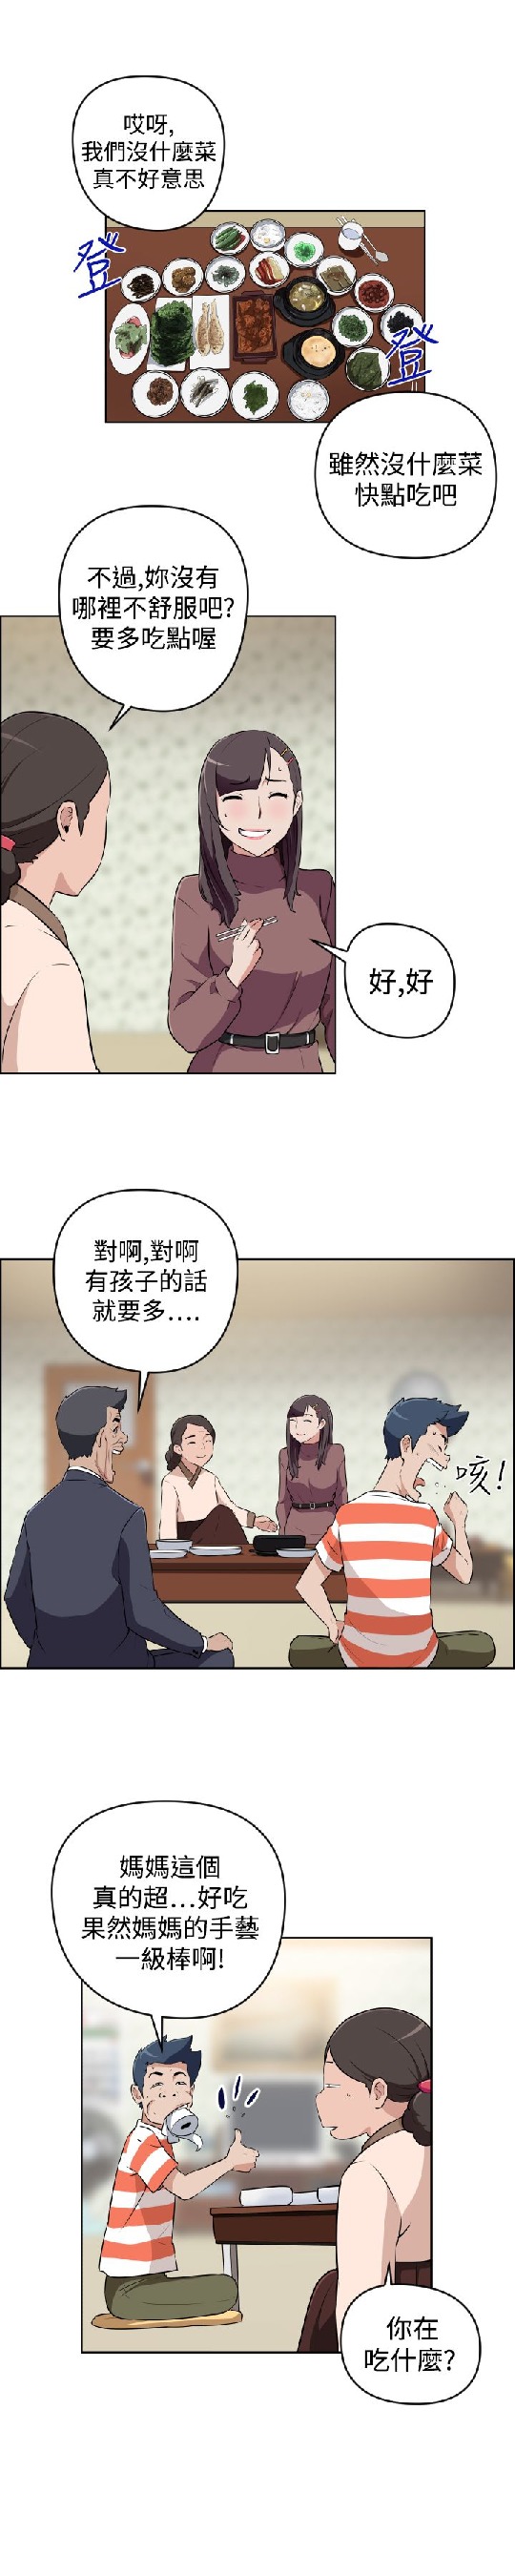 哎呀,
我們沒什麼菜
真不好意思
登
登
雖然沒什麼菜
快點吃吧
不過,妳沒有
哪裡不舒服吧?
要多吃點喔
好,好
對啊,對啊
有孩子的話
就要多....
咳!
媽媽這個
真的超...好吃
果然媽媽的手藝
一級棒啊!
你在
吃什麼?